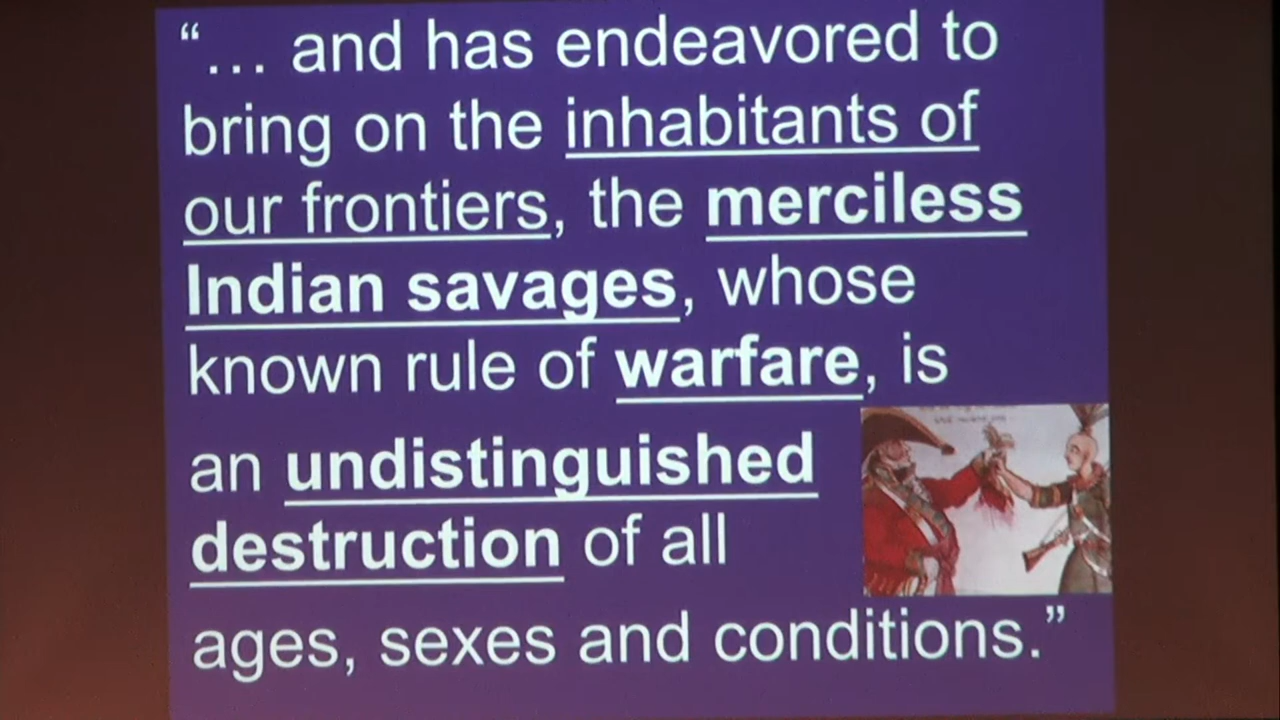 “… and has endeavored to
bring on the inhabitants of
our frontiers, the merciless
Indian savages, whose
known rule of warfare, is
an undistinguished
destruction of all
ages, sexes and conditions.”